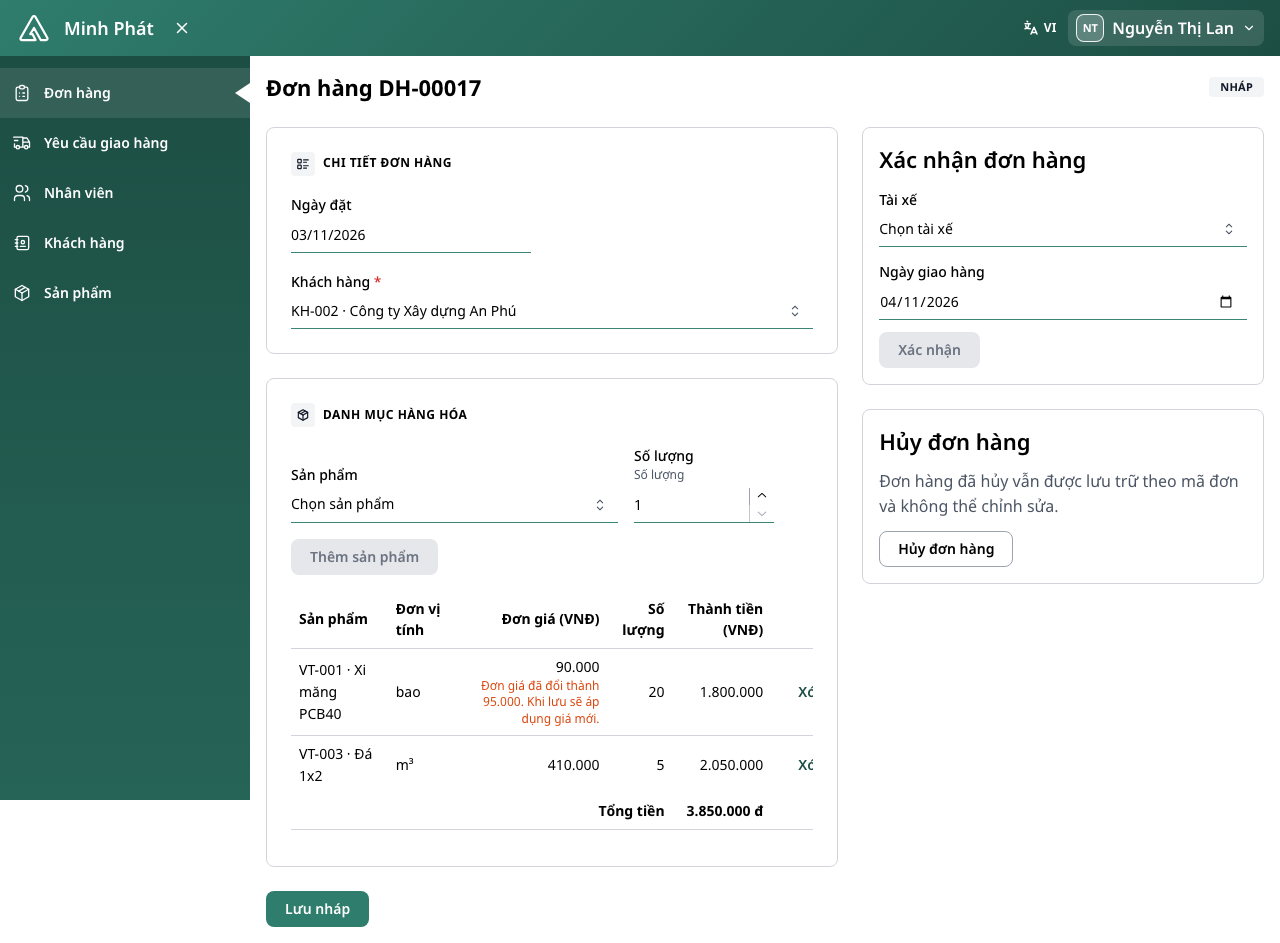 Minh Phát
VI
NT
Nguyễn Thị Lan
Đơn hàng
Yêu cầu giao hàng
Nhân viên
Khách hàng
Sản phẩm
Đơn hàng DH-00017
NHÁP
CHI TIẾT ĐƠN HÀNG
Ngày đặt
03/11/2026
Khách hàng *
KH-002 · Công ty Xây dựng An Phú
DANH MỤC HÀNG HÓA
Sản phẩm
Chọn sản phẩm
Số lượng
Số lượng
1
Thêm sản phẩm
Sản phẩm Đơn vị tính Đơn giá (VNĐ) Số lượng Thành tiền (VNĐ)
VT-001 · Xi măng PCB40 bao 90.000 20 1.800.000
Đơn giá đã đổi thành
95.000. Khi lưu sẽ áp
dụng giá mới.
VT-003 · Đá 1x2 m³ 410.000 5 2.050.000
Tổng tiền 3.850.000 đ
Lưu nháp
Xác nhận đơn hàng
Tài xế
Chọn tài xế
Ngày giao hàng
04/11/2026
Xác nhận
Hủy đơn hàng
Đơn hàng đã hủy vẫn được lưu trữ theo mã đơn
và không thể chỉnh sửa.
Hủy đơn hàng